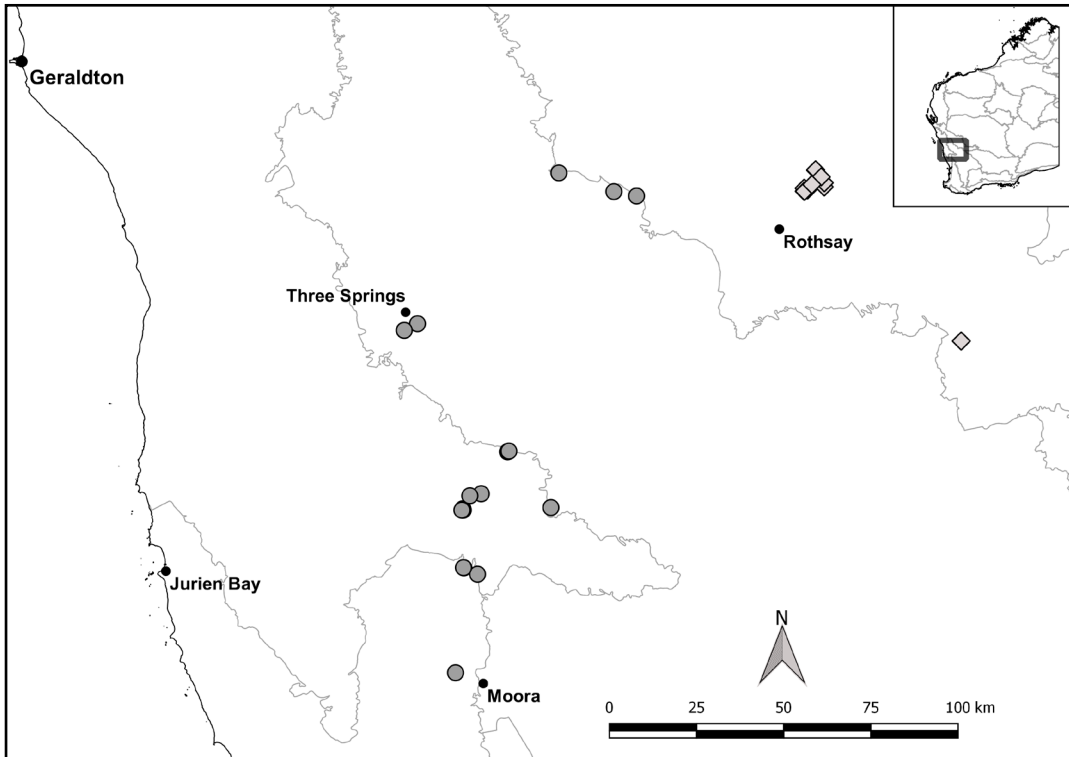 Geraldton
Rothsay
Three Springs
Jurien Bay
N
Moora
0 25 50 75 100 km